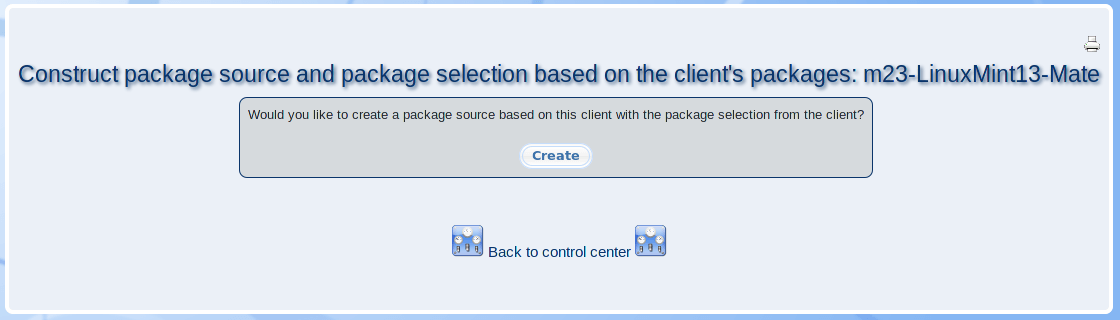 Construct package source and package selection based on the client's packages: m23-LinuxMint13-Mate
Would you like to create a package source based on this client with the package selection from the client?
Create
Back to control center